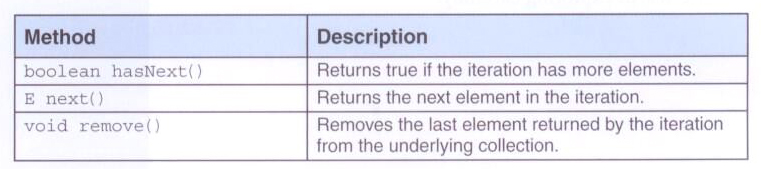 Method Description
boolean hasNext() Returns true if the iteration has more elements.
E next() Returns the next element in the iteration.
void remove() Removes the last element returned by the iteration
from the underlying collection.